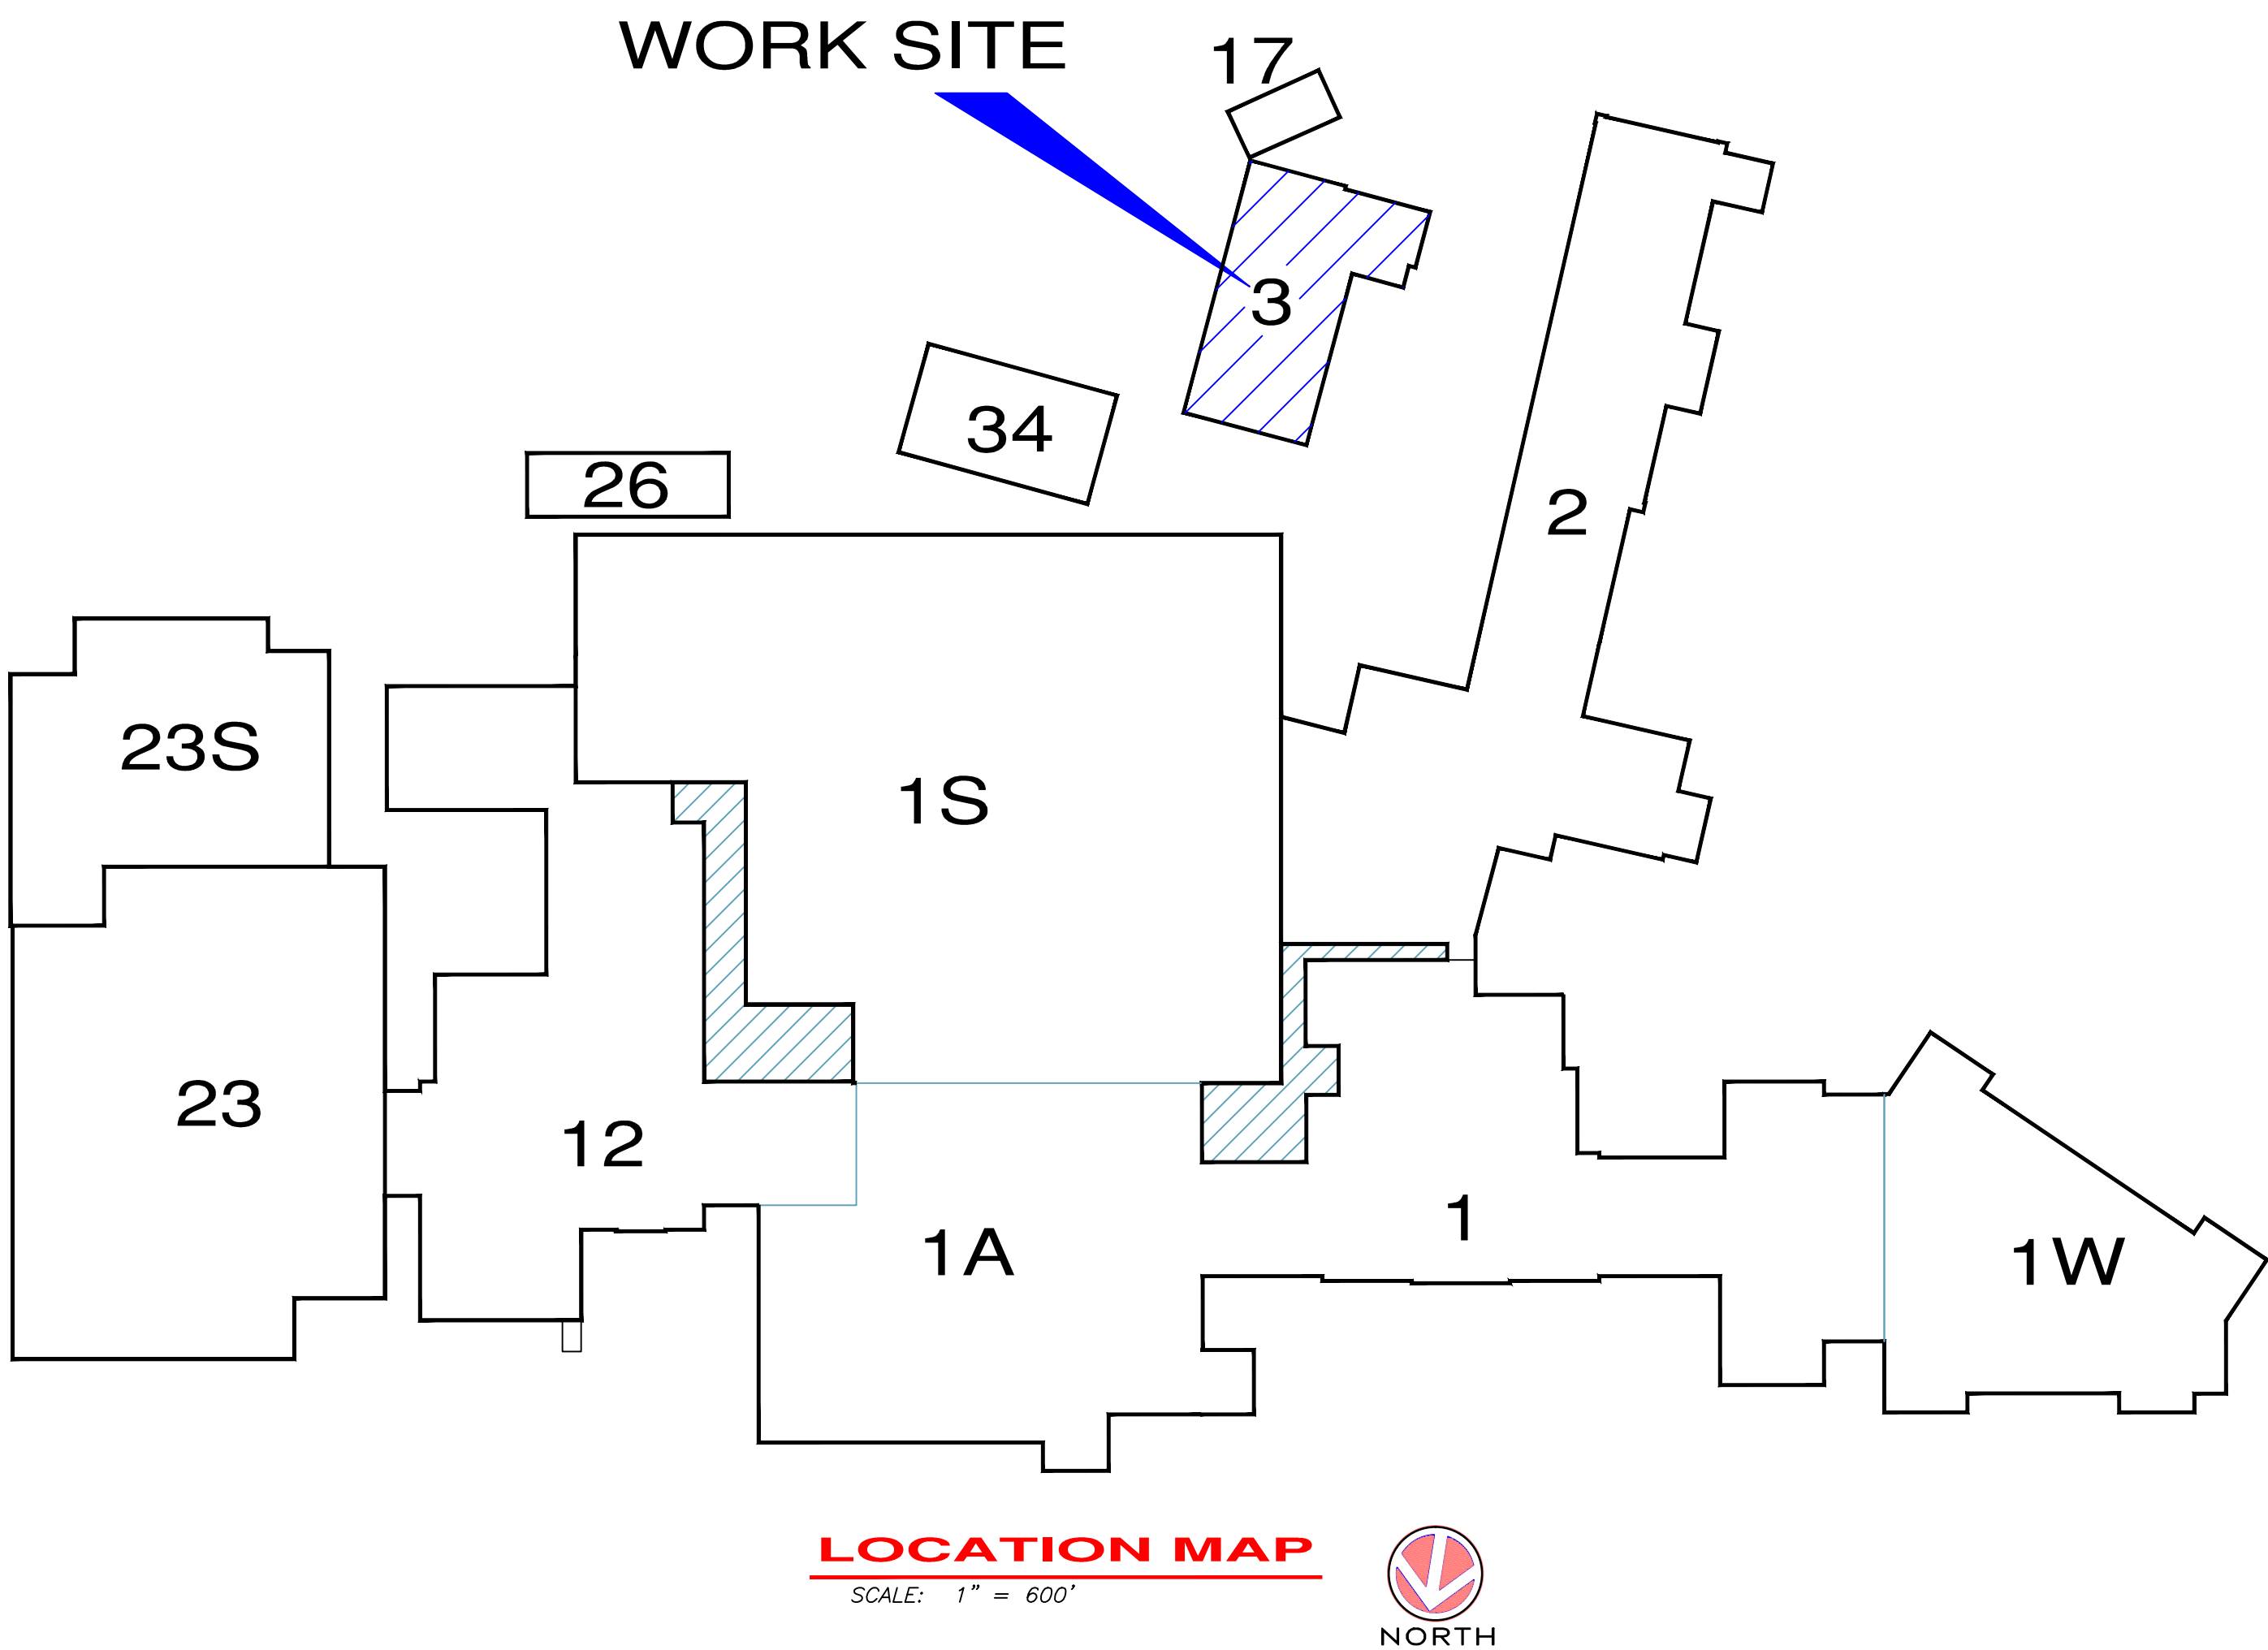 WORK SITE
17
3
34
26
2
23S
1S
23
12
1A
1
1W
LOCATION MAP
SCALE: 1" = 600'
NORTH